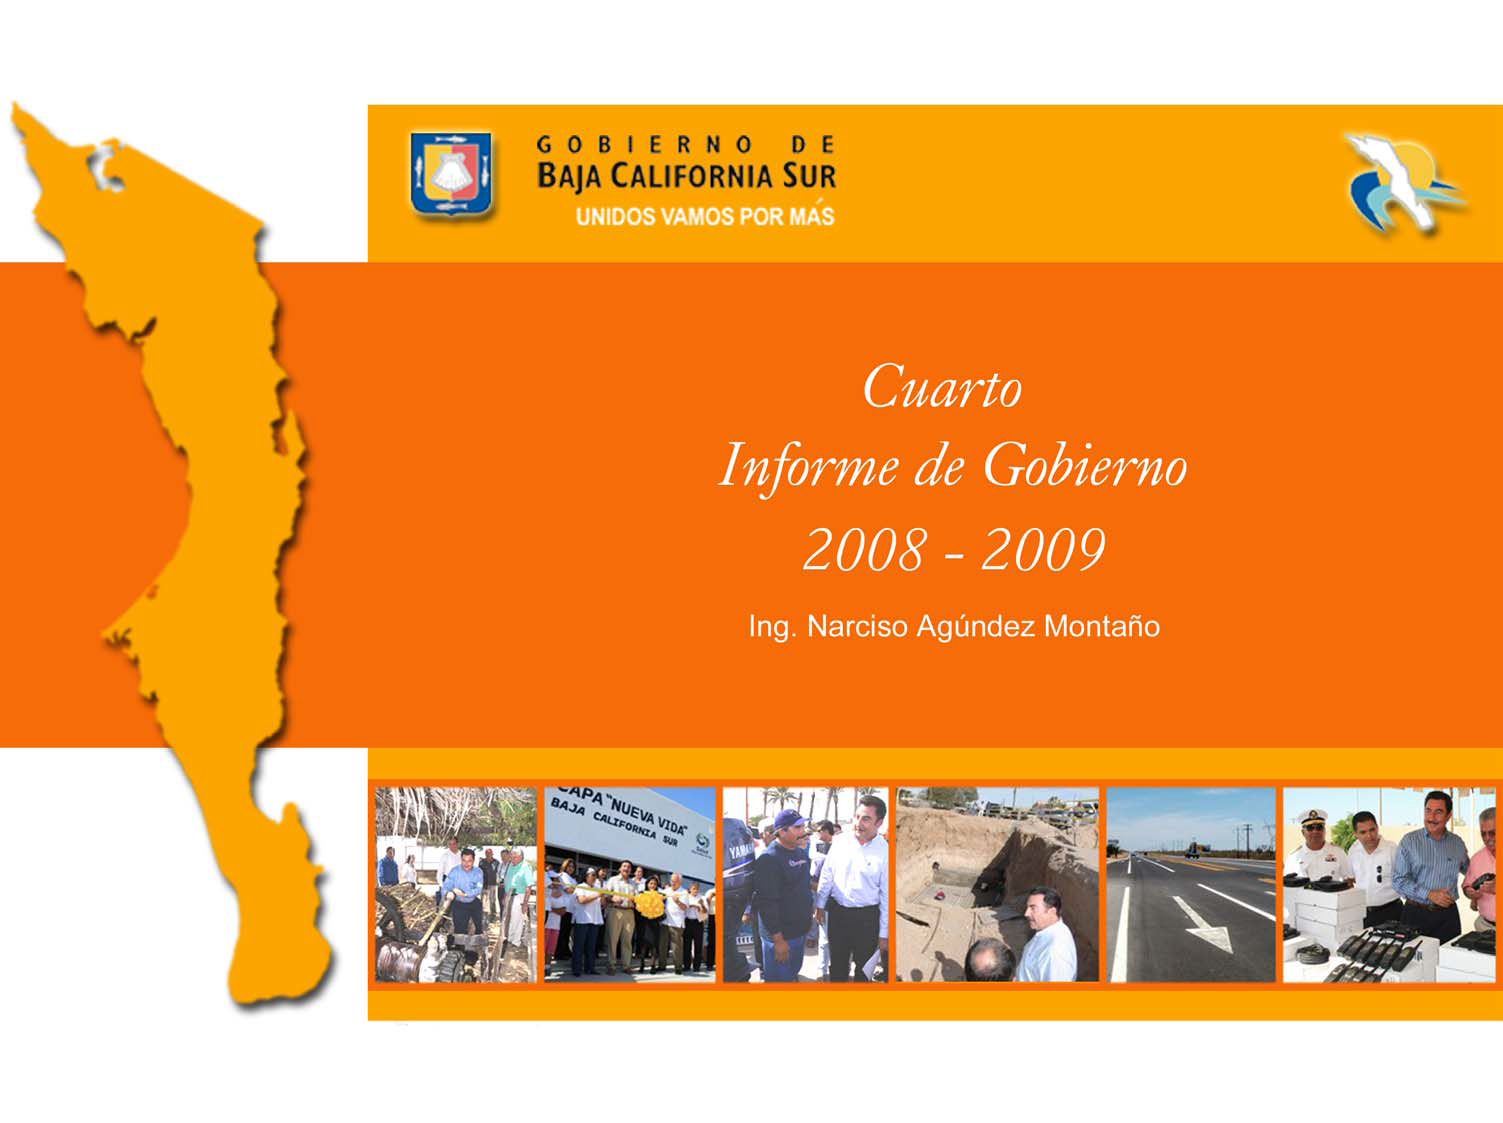 GOBIERNO DE
BAJA CALIFORNIA SUR
UNIDOS VAMOS POR MÁS
Cuarto
Informe de Gobierno
2008 - 2009
Ing. Narciso Agúndez Montaño
CAPA "NUEVA VIDA"
BAJA CALIFORNIA SUR
YAMAHA